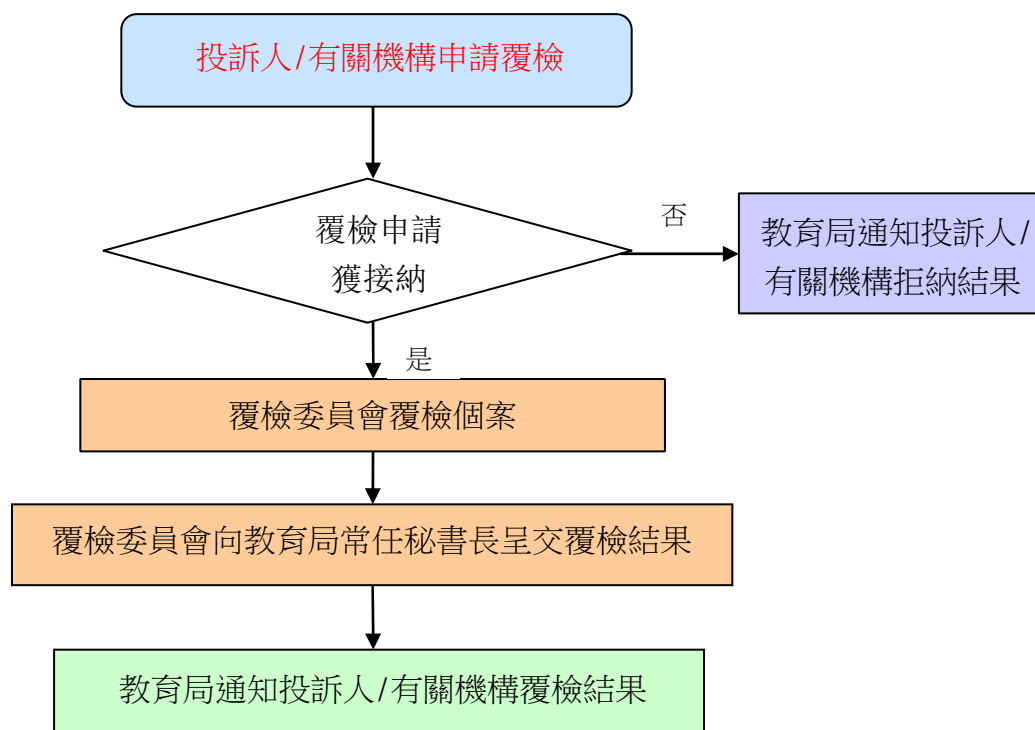 投訴人/有關機構申請覆檢
覆檢申請
獲接納
否
教育局通知投訴人/
有關機構拒納結果
是
覆檢委員會覆檢個案
覆檢委員會向教育局常任秘書長呈交覆檢結果
教育局通知投訴人/有關機構覆檢結果